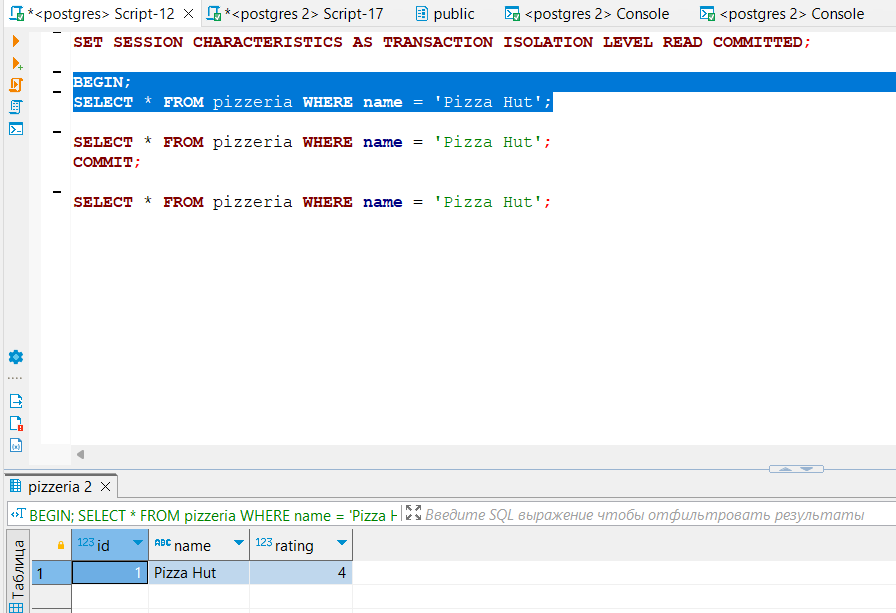 *<postgres> Script-12 *<postgres 2> Script-17 public <postgres 2> Console <postgres 2> Console
SET SESSION CHARACTERISTICS AS TRANSACTION ISOLATION LEVEL READ COMMITTED;
BEGIN;
SELECT * FROM pizzeria WHERE name = 'Pizza Hut';
SELECT * FROM pizzeria WHERE name = 'Pizza Hut';
COMMIT;
SELECT * FROM pizzeria WHERE name = 'Pizza Hut';
pizzeria 2
BEGIN; SELECT * FROM pizzeria WHERE name = 'Pizza H Введите SQL выражение чтобы отфильтровать результаты
Таблица
123 id ABC name 123 rating
1 1 Pizza Hut 4